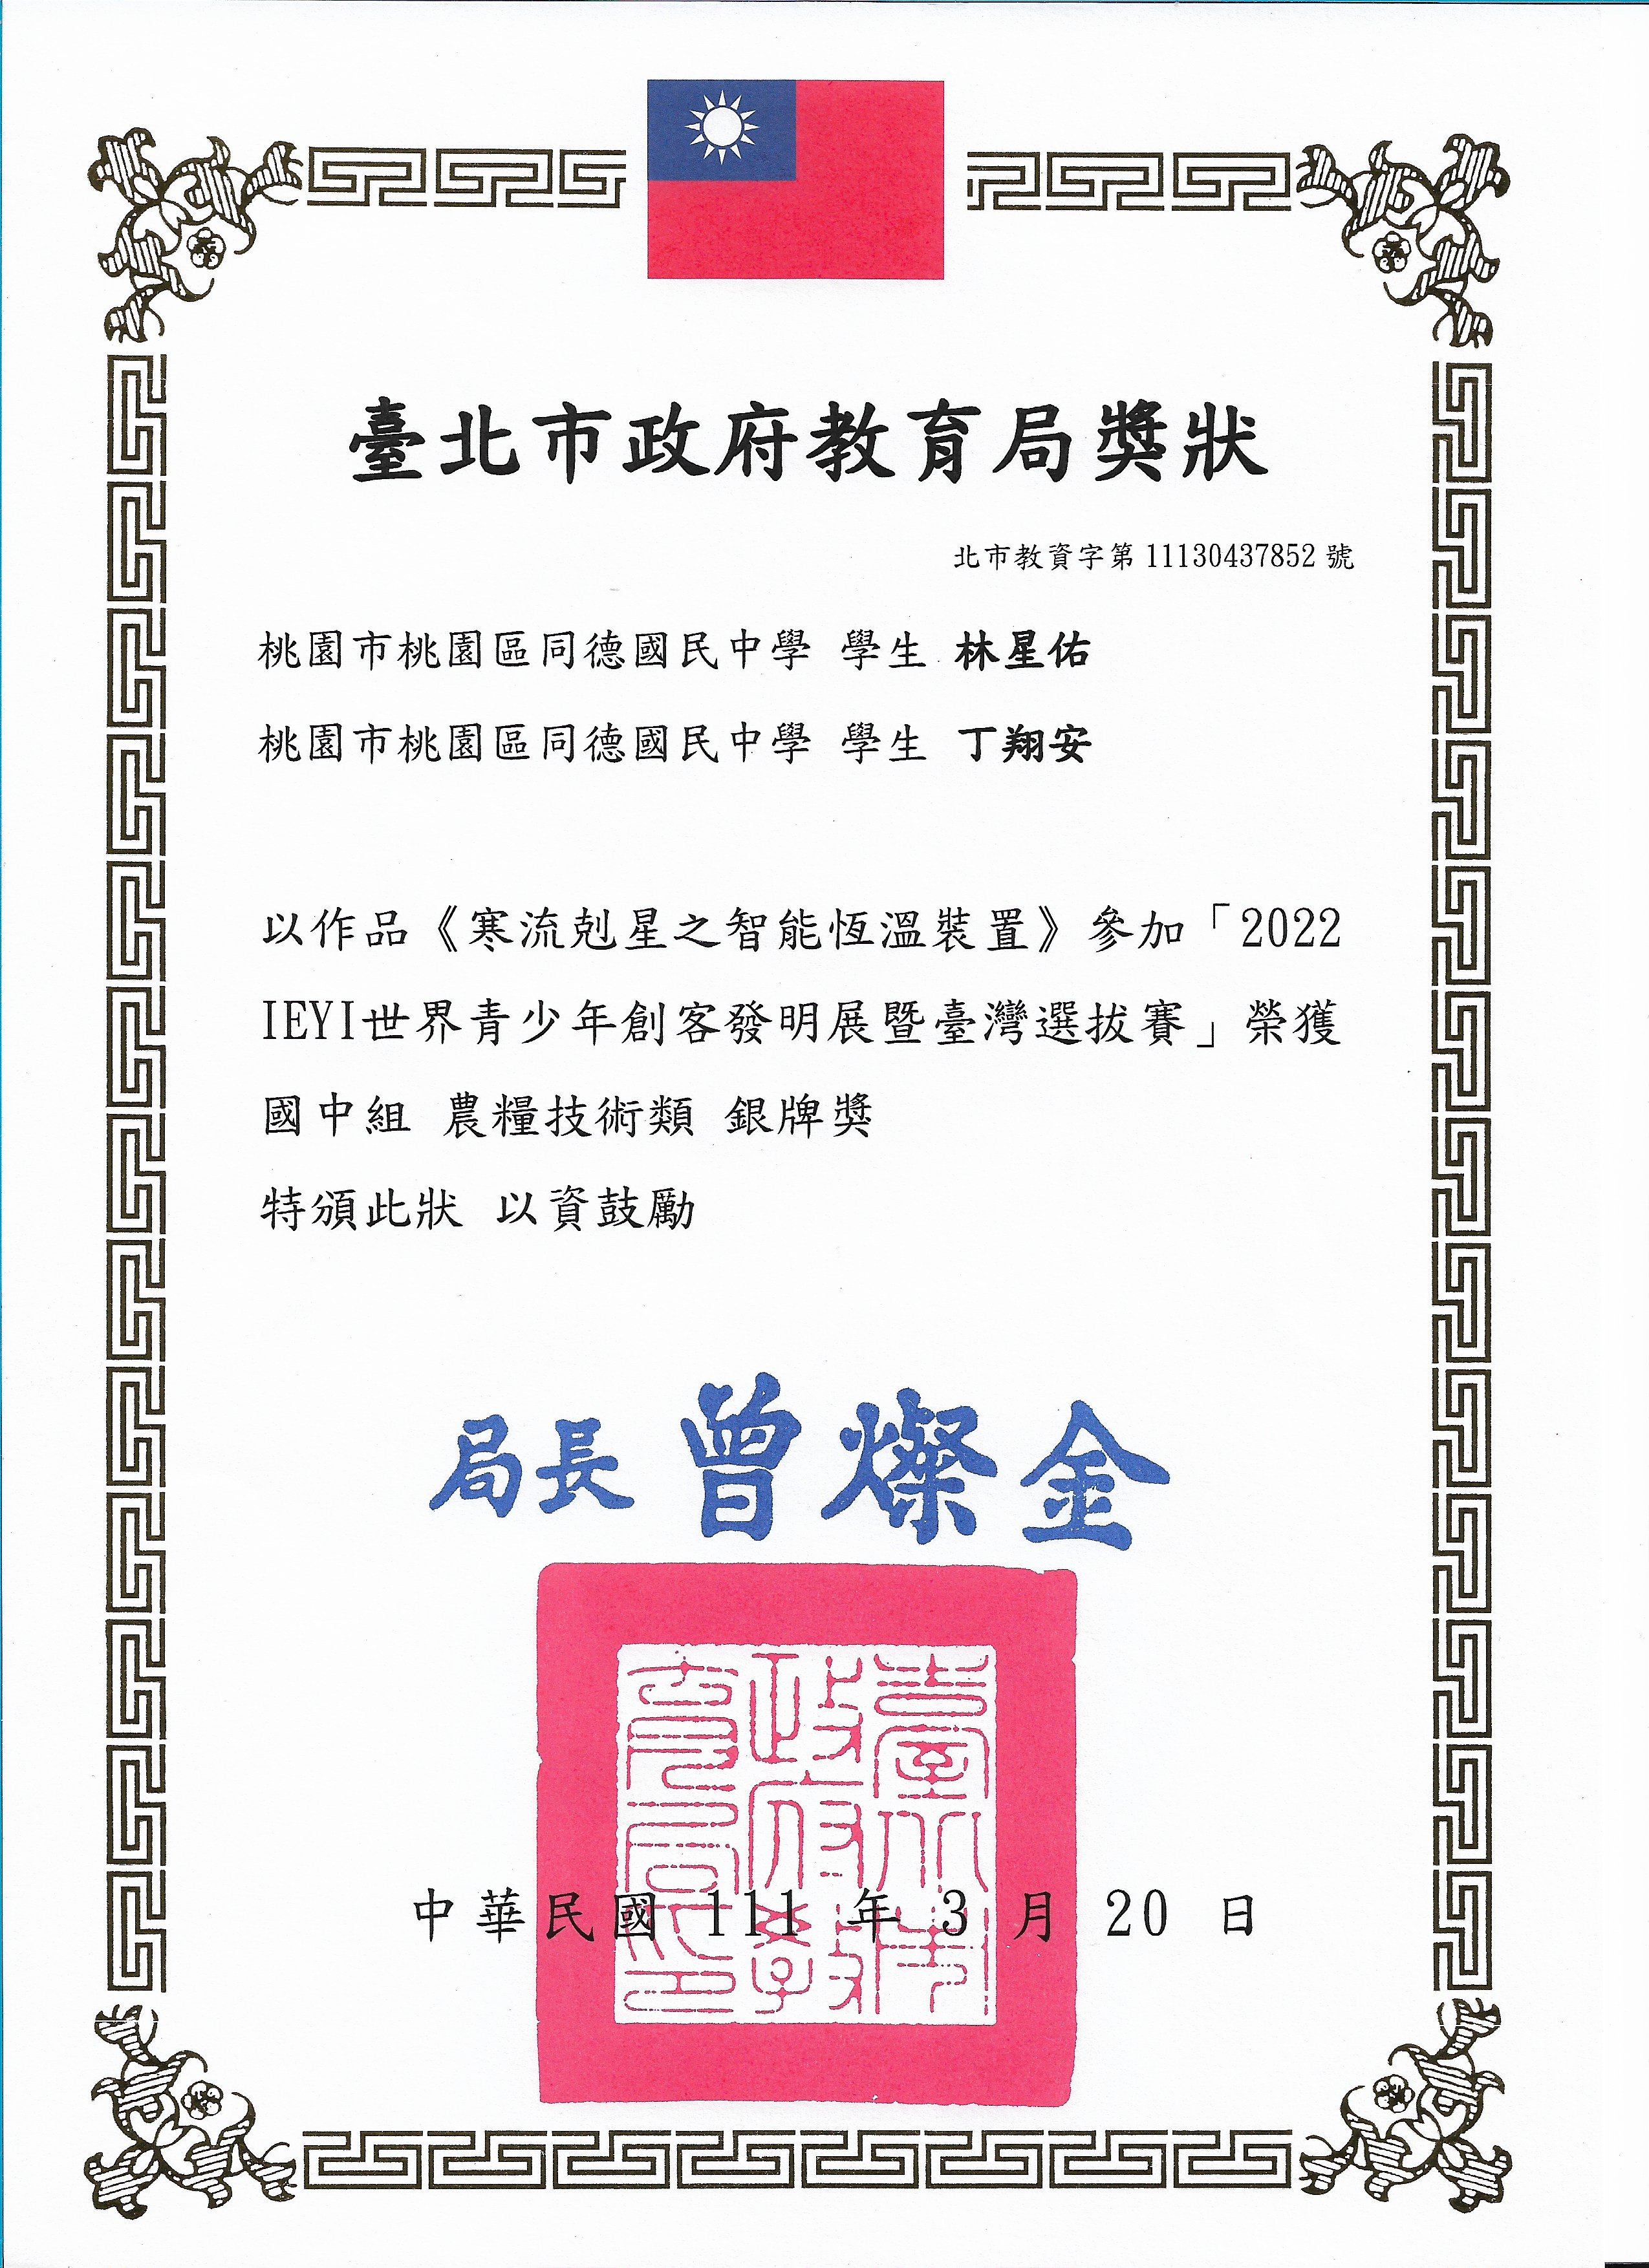 臺北市政府教育局獎狀
北市教資字第 11130437852 號
桃園市桃園區同德國民中學 學生 林星佑
桃園市桃園區同德國民中學 學生 丁翔安
以作品《寒流剋星之智能恆溫裝置》參加「2022
IEYI世界青少年創客發明展暨臺灣選拔賽」榮獲
國中組 農糧技術類 銀牌獎
特頒此狀 以資鼓勵
局長 曾燦金
臺北市政府教育局印
中華民國 111 年 3 月 20 日